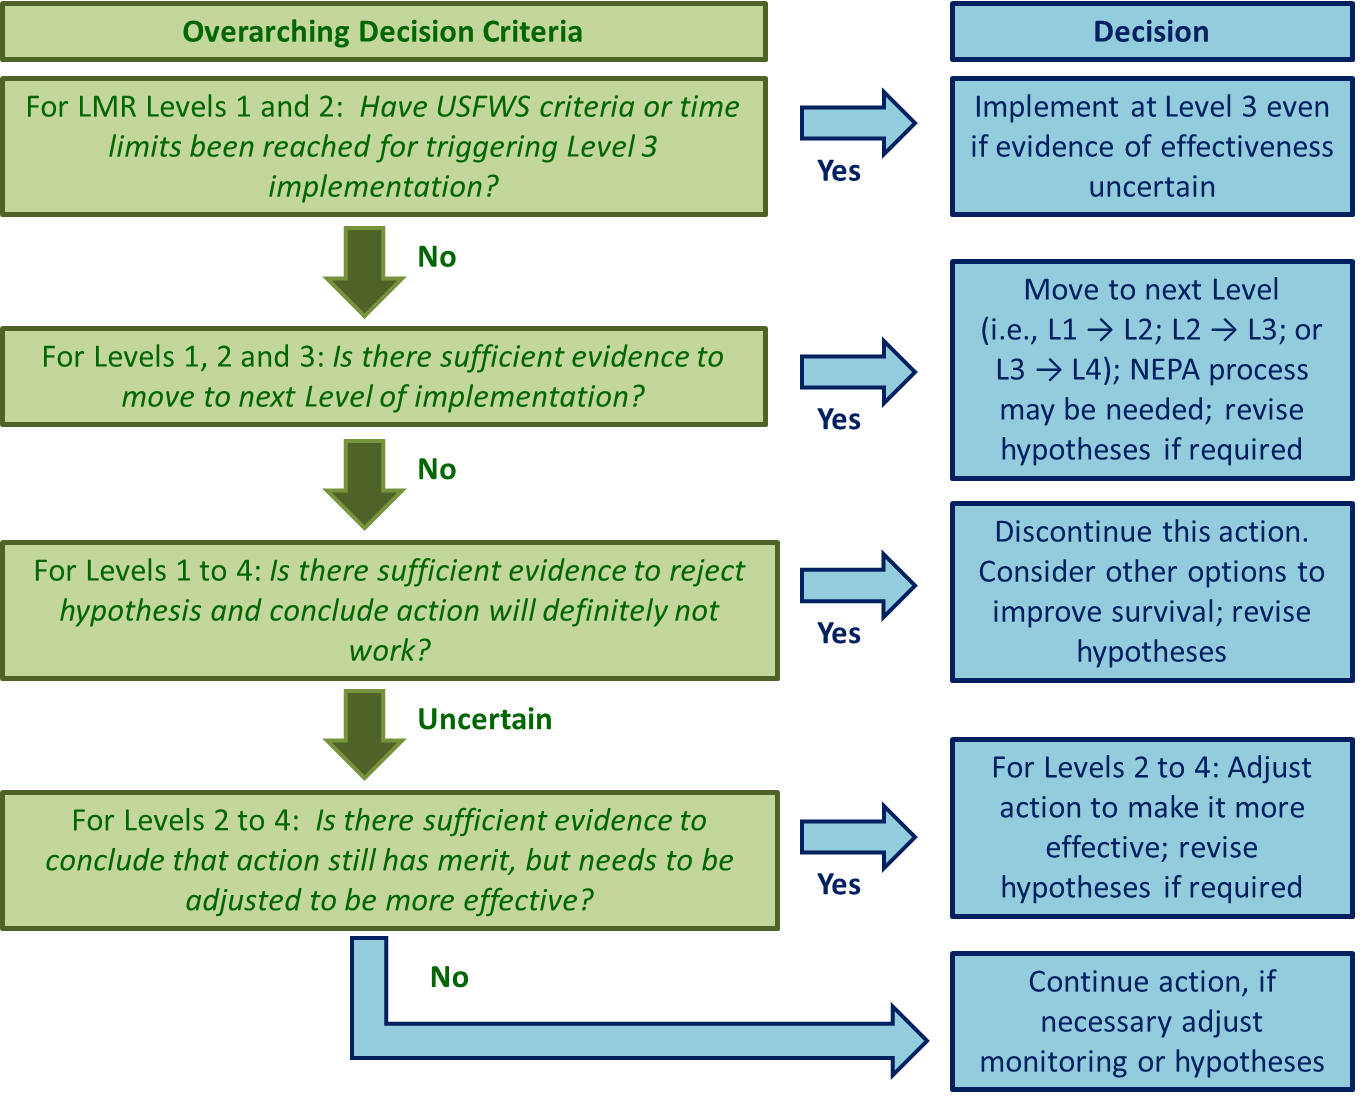 Overarching Decision Criteria
Decision
For LMR Levels 1 and 2: Have USFWS criteria or time
limits been reached for triggering Level 3
implementation?
Yes
Implement at Level 3 even
if evidence of effectiveness
uncertain
No
For Levels 1, 2 and 3: Is there sufficient evidence to
move to next Level of implementation?
Yes
Move to next Level
(i.e., L1 → L2; L2 → L3; or
L3 → L4); NEPA process
may be needed; revise
hypotheses if required
No
For Levels 1 to 4: Is there sufficient evidence to reject
hypothesis and conclude action will definitely not
work?
Yes
Discontinue this action.
Consider other options to
improve survival; revise
hypotheses
Uncertain
For Levels 2 to 4: Is there sufficient evidence to
conclude that action still has merit, but needs to be
adjusted to be more effective?
Yes
For Levels 2 to 4: Adjust
action to make it more
effective; revise
hypotheses if required
No
Continue action, if
necessary adjust
monitoring or hypotheses